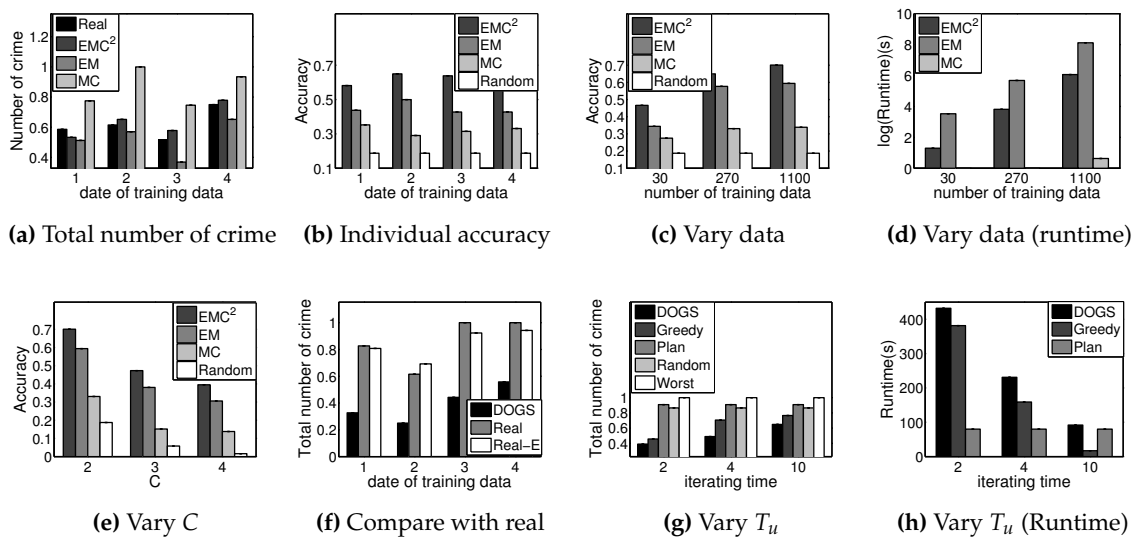 Real
EMC²
EM
MC
1.2
1
0.8
0.6
0.4
Number of crime
1 2 3 4
date of training data
(a) Total number of crime
EMC²
EM
MC
Random
0.7
0.5
0.3
0.1
Accuracy
1 2 3 4
date of training data
(b) Individual accuracy
EMC²
EM
MC
Random
0.7
0.5
0.4
0.3
0.2
0.1
Accuracy
30 270 1100
number of training data
(c) Vary data
EMC²
EM
MC
10
8
6
4
2
0
log(Runtime)(s)
30 270 1100
number of training data
(d) Vary data (runtime)
EMC²
EM
MC
Random
0.7
0.6
0.5
0.4
0.3
0.2
0.1
0
Accuracy
2 3 4
C
(e) Vary C
1
0.8
0.6
0.4
0.2
0
Total number of crime
DOGS
Real
Real-E
1 2 3 4
date of training data
(f) Compare with real
DOGS
Greedy
Plan
Random
Worst
1
0.8
0.6
0.4
Total number of crime
2 4 10
iterating time
(g) Vary Tᵤ
DOGS
Greedy
Plan
400
300
200
100
0
Runtime(s)
2 4 10
iterating time
(h) Vary Tᵤ (Runtime)